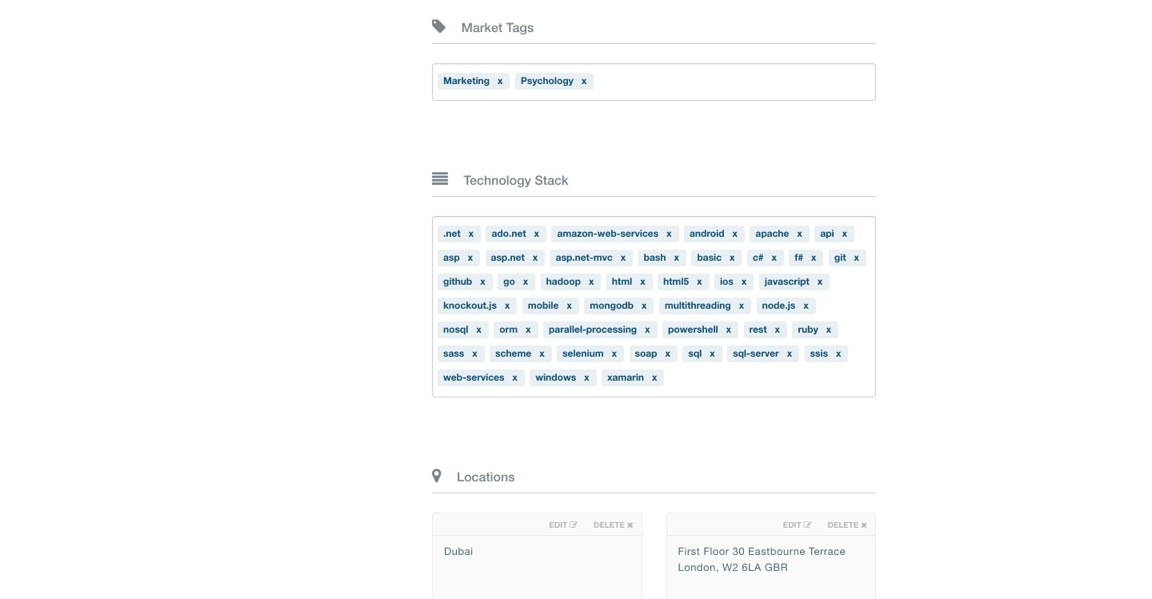 Market Tags
Marketing x Psychology x
Technology Stack
.net x ado.net x amazon-web-services x android x apache x api x
asp x asp.net x asp.net-mvc x bash x basic x c# x f# x git x
github x go x hadoop x html x html5 x ios x javascript x
knockout.js x mobile x mongodb x multithreading x node.js x
nosql x orm x parallel-processing x powershell x rest x ruby x
sass x scheme x selenium x soap x sql x sql-server x ssis x
web-services x windows x xamarin x
Locations
EDIT DELETE x EDIT DELETE x
Dubai First Floor 30 Eastbourne Terrace
London, W2 6LA GBR